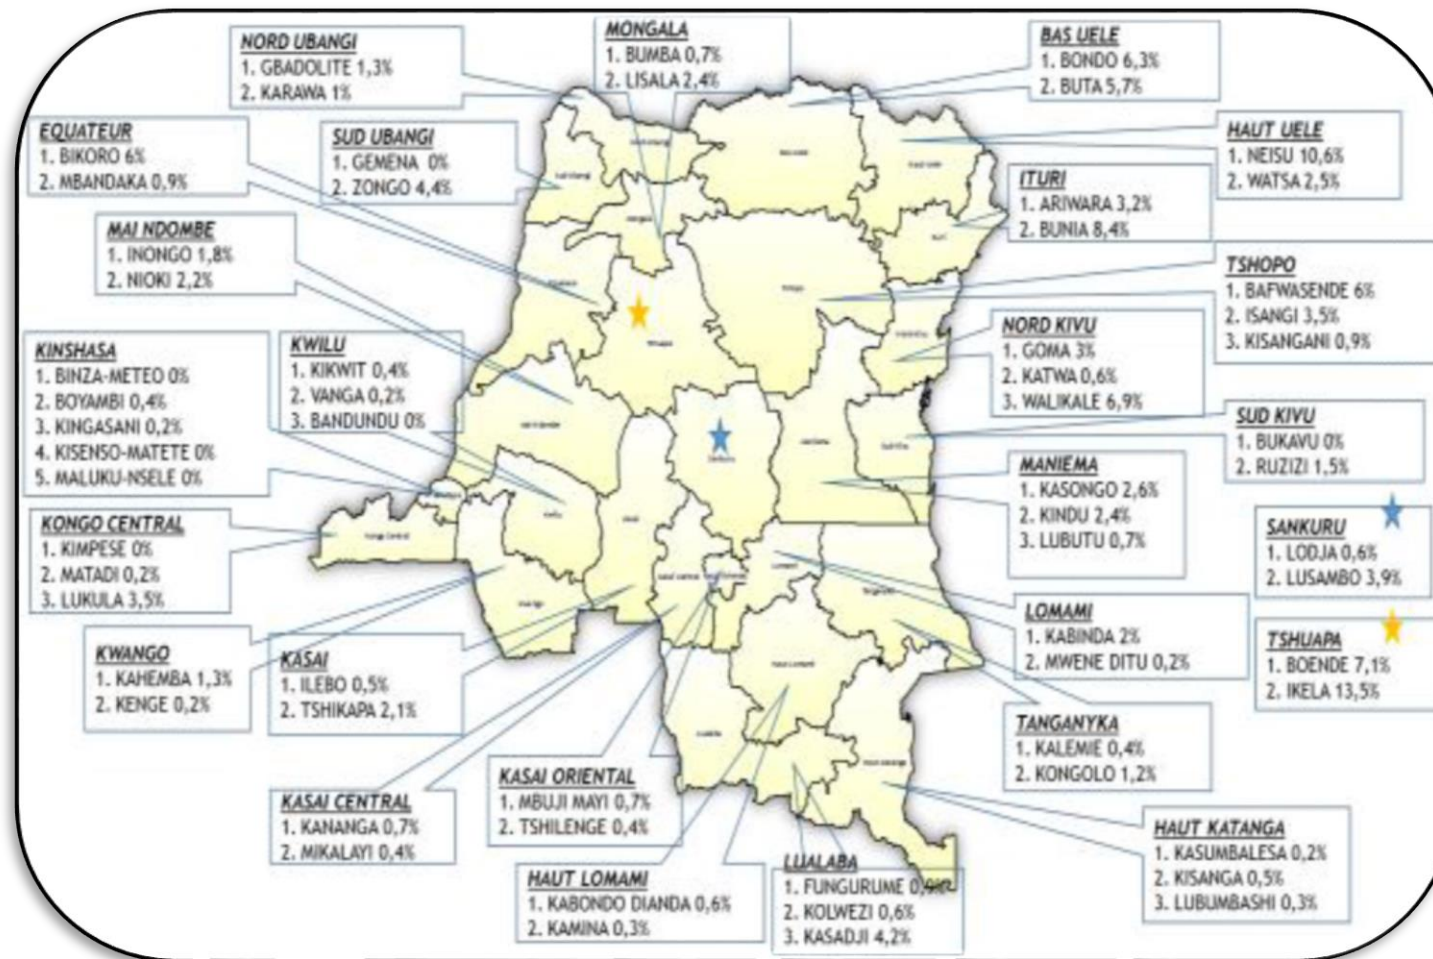 NORD UBANGI
1. GBADOLITE 1,3%
2. KARAWA 1%
MONGALA
1. BUMBA 0,7%
2. LISALA 2,4%
BAS UELE
1. BONDO 6,3%
2. BUTA 5,7%
EQUATEUR
1. BIKORO 6%
2. MBANDAKA 0,9%
SUD UBANGI
1. GEMENA 0%
2. ZONGO 4,4%
HAUT UELE
1. NEISU 10,6%
2. WATSA 2,5%
ITURI
1. ARIWARA 3,2%
2. BUNIA 8,4%
MAI NDOMBE
1. INONGO 1,8%
2. NIOKI 2,2%
TSHOPO
1. BAFWASENDE 6%
2. ISANGI 3,5%
3. KISANGANI 0,9%
KINSHASA
1. BINZA-METEO 0%
2. BOYAMBI 0,4%
3. KINGASANI 0,2%
4. KISENSO-MATETE 0%
5. MALUKU-NSELE 0%
KWILU
1. KIKWIT 0,4%
2. VANGA 0,2%
3. BANDUNDU 0%
NORD KIVU
1. GOMA 3%
2. KATWA 0,6%
3. WALIKALE 6,9%
SUD KIVU
1. BUKAVU 0%
2. RUZIZI 1,5%
MANIEMA
1. KASONGO 2,6%
2. KINDU 2,4%
3. LUBUTU 0,7%
KONGO CENTRAL
1. KIMPESE 0%
2. MATADI 0,2%
3. LUKULA 3,5%
SANKURU
1. LODJA 0,6%
2. LUSAMBO 3,9%
LOMAMI
1. KABINDA 2%
2. MWENE DITU 0,2%
TSHUAPA
1. BOENDE 7,1%
2. IKELA 13,5%
KWANGO
1. KAHEMBA 1,3%
2. KENGE 0,2%
KASAI
1. ILEBO 0,5%
2. TSHIKAPA 2,1%
TANGANYKA
1. KALEMIE 0,4%
2. KONGOLO 1,2%
KASAI CENTRAL
1. KANANGA 0,7%
2. MIKALAYI 0,4%
KASAI ORIENTAL
1. MBUJI MAYI 0,7%
2. TSHILENGE 0,4%
HAUT KATANGA
1. KASUMBALESA 0,2%
2. KISANGA 0,5%
3. LUBUMBASHI 0,3%
HAUT LOMAMI
1. KABONDO DIANDA 0,6%
2. KAMINA 0,3%
LUALABA
1. FUNGURUME
2. KOLWEZI 0,6%
3. KASADJI 4,2%